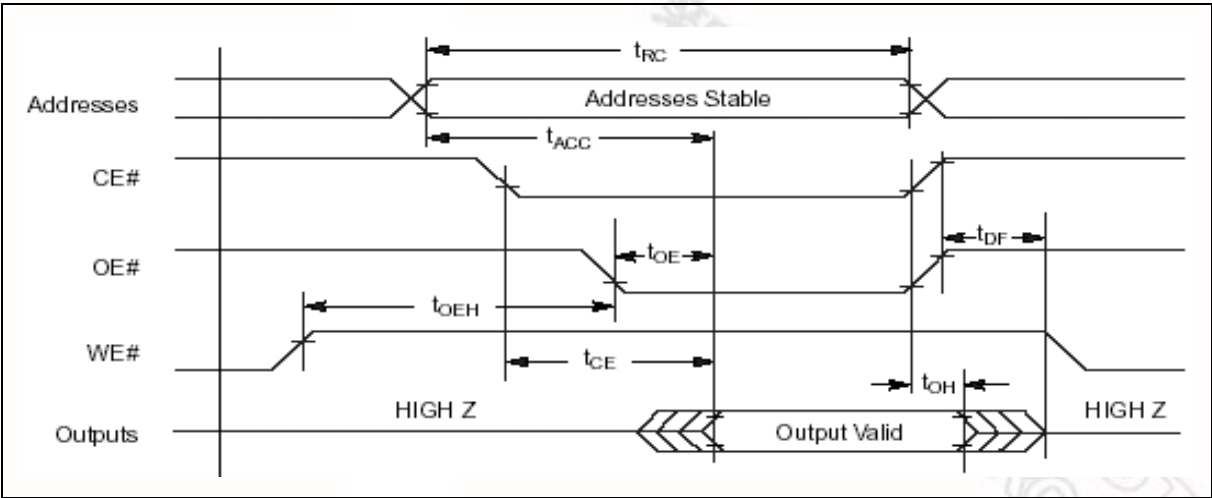 tRC
Addresses
Addresses Stable
tACC
CE#
OE#
tOE
tDF
tOEH
WE#
tCE
tOH
HIGH Z
HIGH Z
Outputs
Output Valid